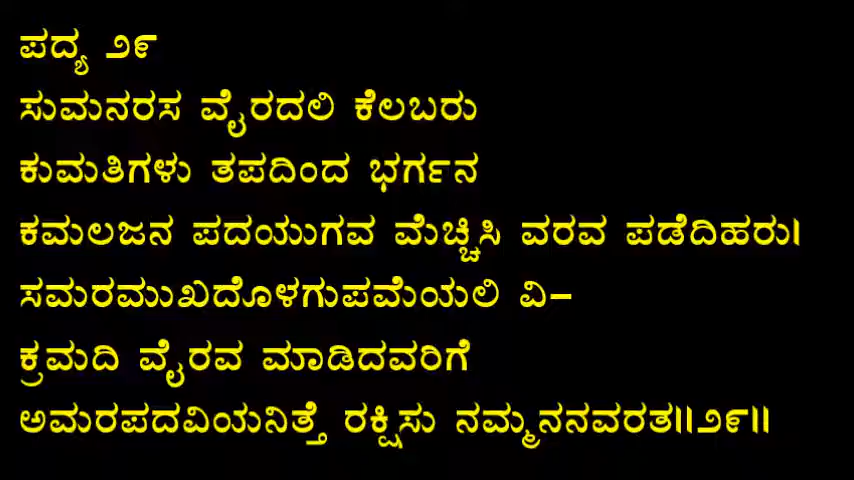 ಪದ್ಯ ೨೯
ಸುಮನರಸ ವೈರದಲಿ ಕೆಲಬರು
ಕುಮತಿಗಳು ತಪದಿಂದ ಭರ್ಗನ
ಕಮಲಜನ ಪದಯುಗವ ಮೆಚ್ಚಿಸಿ ವರವ ಪಡೆದಿಹರು।
ಸಮರಮುಖದೊಳಗುಪಮೆಯಲಿ ವಿ-
ಕ್ರಮದಿ ವೈರವ ಮಾಡಿದವರಿಗೆ
ಅಮರಪದವಿಯನಿತ್ತೆ ರಕ್ಷಿಸು ನಮ್ಮನನವರತ॥೨೯॥